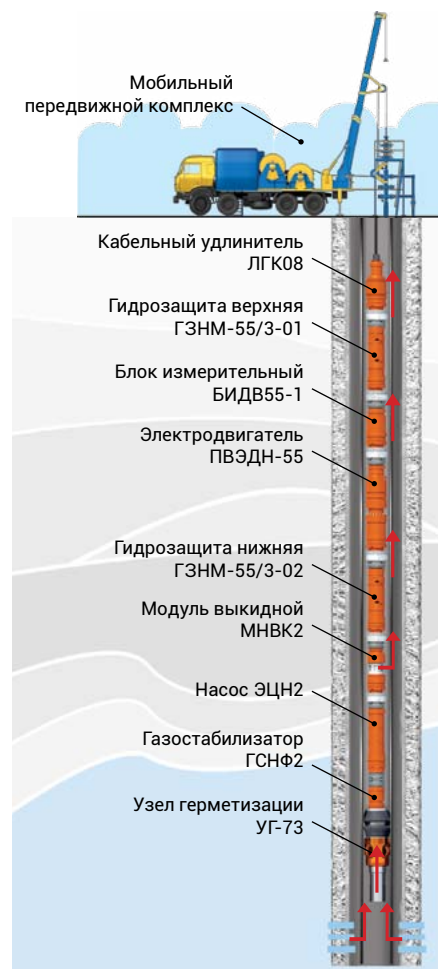 Мобильный
передвижной комплекс
Кабельный удлинитель
ЛГК08
Гидрозащита верхняя
ГЗНМ-55/3-01
Блок измерительный
БИДВ55-1
Электродвигатель
ПВЭДН-55
Гидрозащита нижняя
ГЗНМ-55/3-02
Модуль выкидной
МНВК2
Насос ЭЦН2
Газостабилизатор
ГСНФ2
Узел герметизации
УГ-73